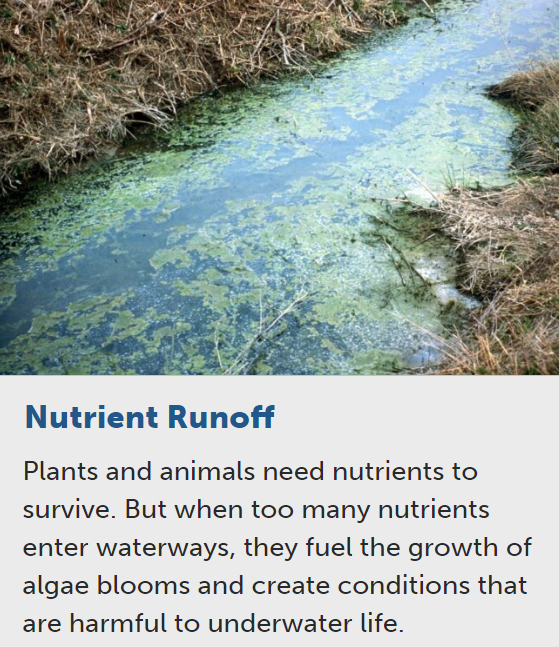 Nutrient Runoff
Plants and animals need nutrients to
survive. But when too many nutrients
enter waterways, they fuel the growth of
algae blooms and create conditions that
are harmful to underwater life.